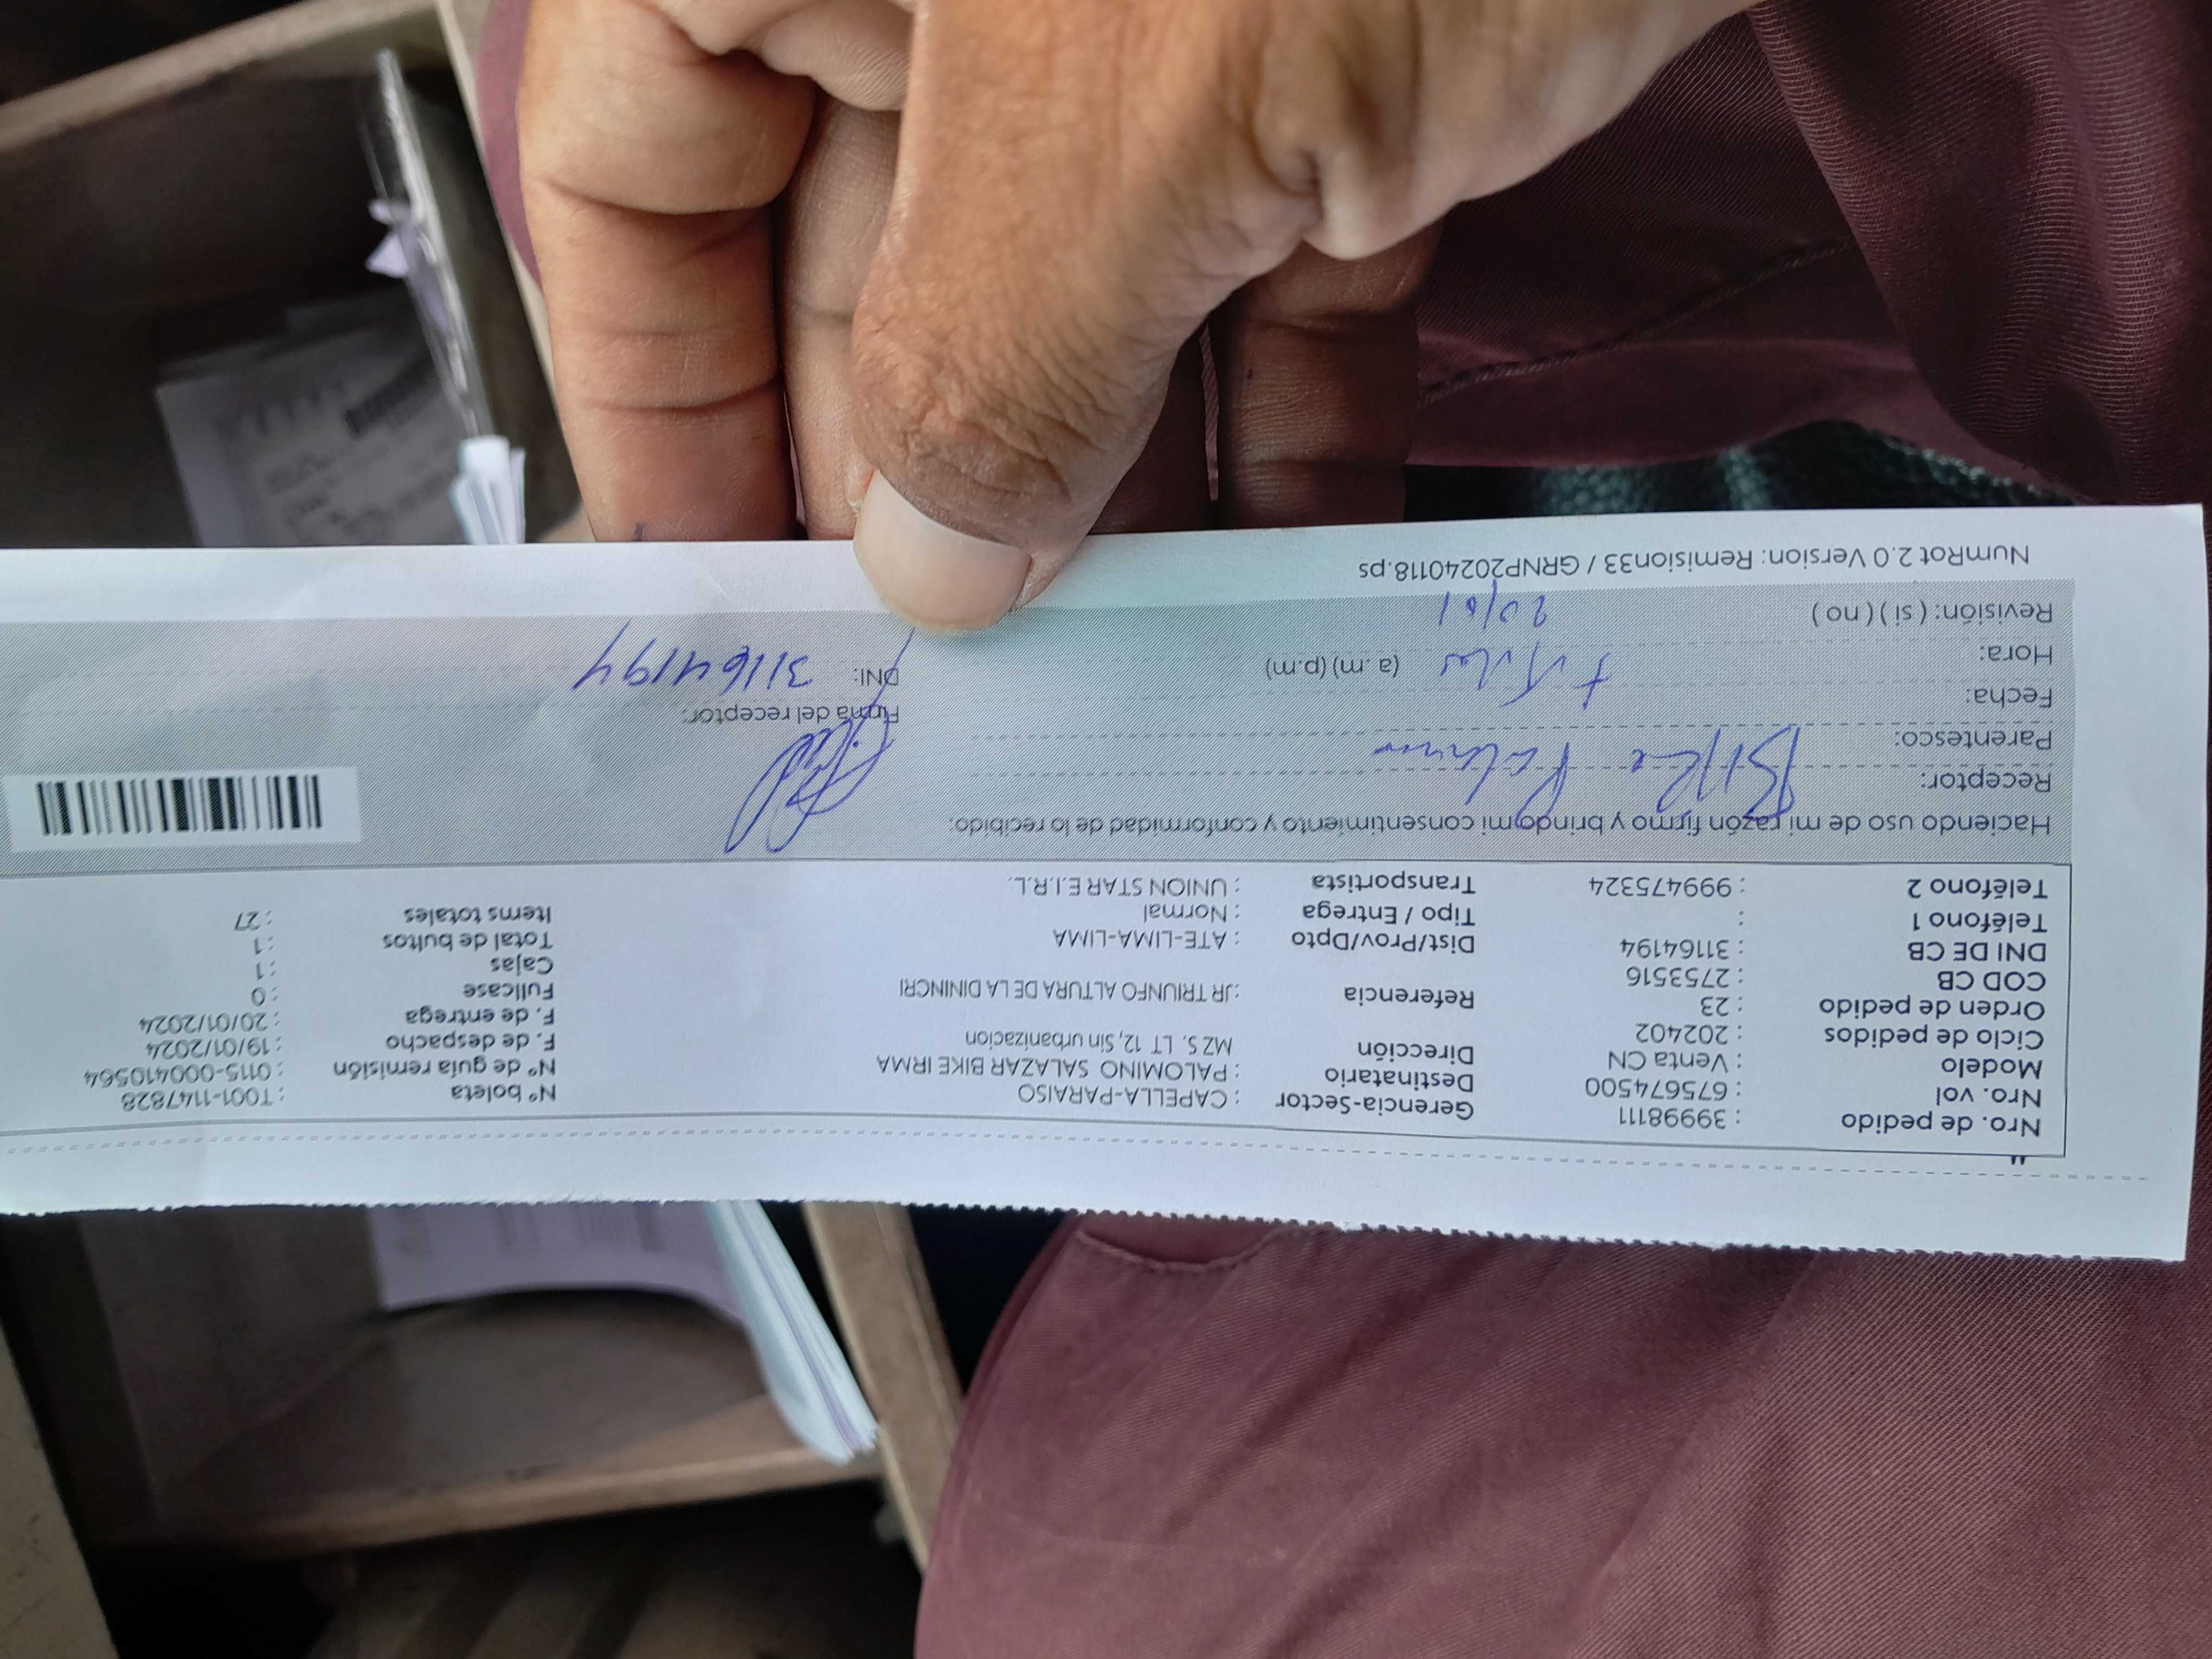 Nro. de pedido : 39998111 Gerencia-Sector : CAPELLA-PARAISO N° boleta : T001-1147828
Nro. vol : 675674500 Destinatario : PALOMINO SALAZAR BIKE IRMA N° de guía remisión : 0115-000410564
Modelo : Venta CN Dirección MZ S. LT 12, Sin urbanizacion F. de despacho : 19/01/2024
Ciclo de pedidos : 202402 F. de entrega : 20/01/2024
Orden de pedido : 23 Referencia : JR TRIUNFO ALTURA DE LA DININCRI Fullcase : 0
COD CB : 2753516 Cajas : 1
DNI DE CB : 31164194 Dist/Prov/Dpto : ATE-LIMA-LIMA Total de bultos : 1
Teléfono 1 : Tipo / Entrega : Normal Items totales : 27
Teléfono 2 : 999475324 Transportista : UNION STAR E.I.R.L.
Haciendo uso de mi razón firmo y brindo mi consentimiento y conformidad de lo recibido:
Receptor:
Parentesco:
Fecha: Firma del receptor:
Hora: (a.m) (p.m) DNI: 31164194
Revisión: ( si ) ( no ) 20/01
NumRot 2.0 Version: Remision33 / GRNP20240118.ps